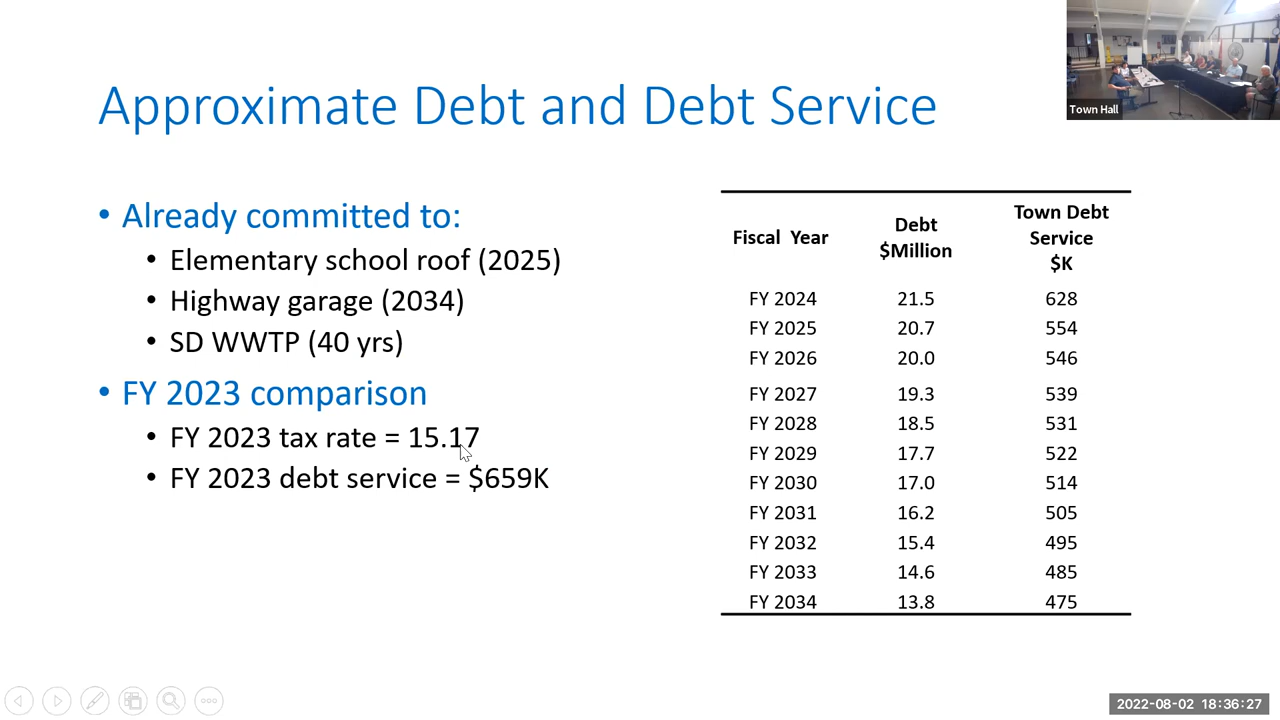 Approximate Debt and Debt Service
Town Hall
• Already committed to:
• Elementary school roof (2025)
• Highway garage (2034)
• SD WWTP (40 yrs)
• FY 2023 comparison
• FY 2023 tax rate = 15.17
• FY 2023 debt service = $659K
Fiscal Year Debt $Million Town Debt Service $K
FY 2024 21.5 628
FY 2025 20.7 554
FY 2026 20.0 546
FY 2027 19.3 539
FY 2028 18.5 531
FY 2029 17.7 522
FY 2030 17.0 514
FY 2031 16.2 505
FY 2032 15.4 495
FY 2033 14.6 485
FY 2034 13.8 475
2022-08-02 18:36:27